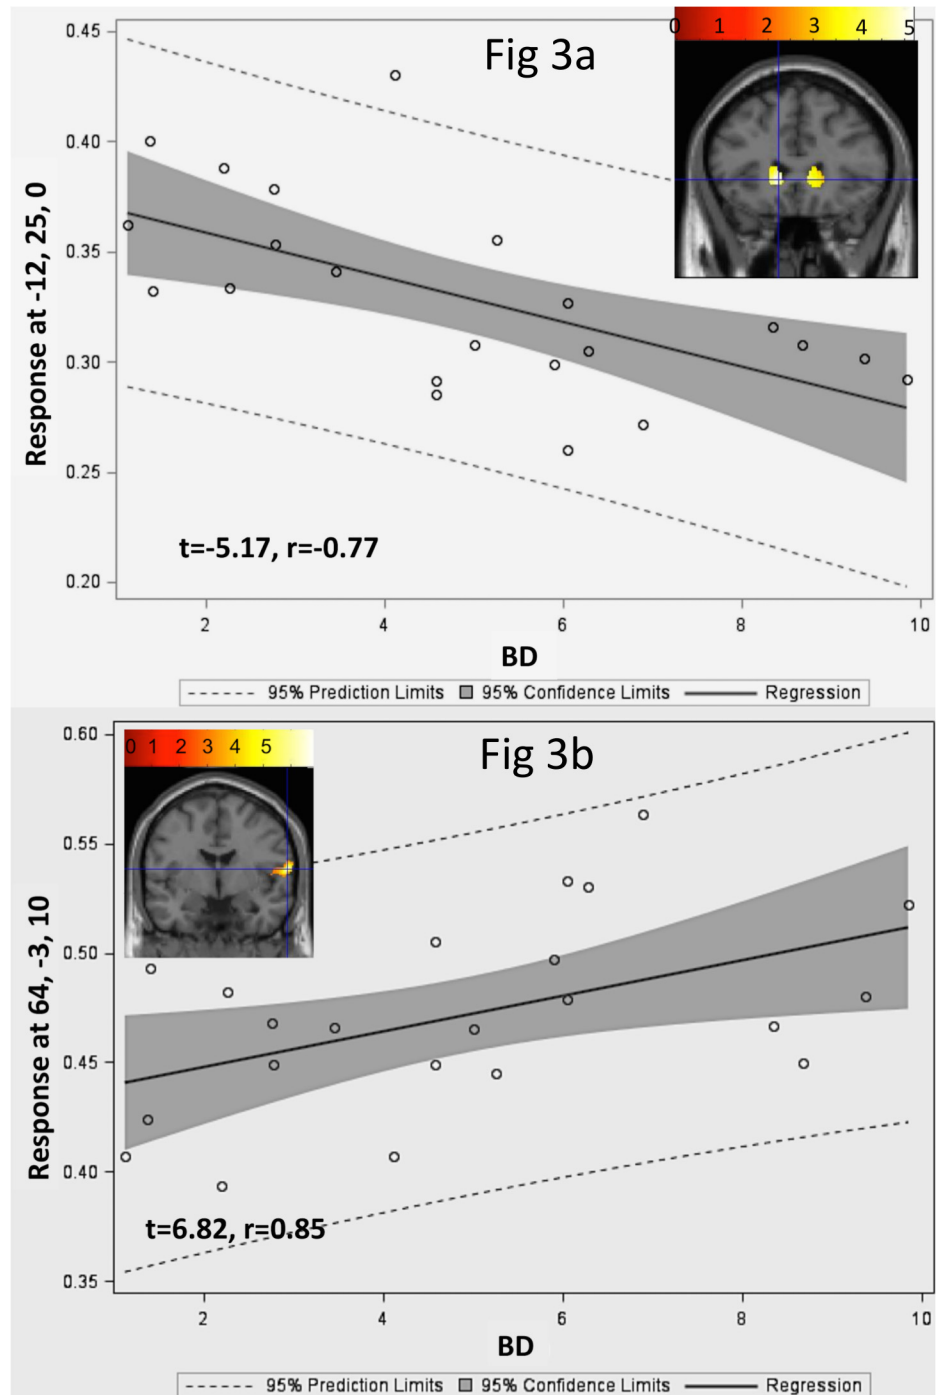 Fig 3a
0 1 2 3 4 5
0.45
0.40
0.35
0.30
0.25
0.20
Response at -12, 25, 0
t=-5.17, r=-0.77
2 4 6 8 10
BD
95% Prediction Limits 95% Confidence Limits Regression
Fig 3b
0 1 2 3 4 5
0.60
0.55
0.50
0.45
0.40
0.35
Response at 64, -3, 10
t=6.82, r=0.85
2 4 6 8 10
BD
95% Prediction Limits 95% Confidence Limits Regression